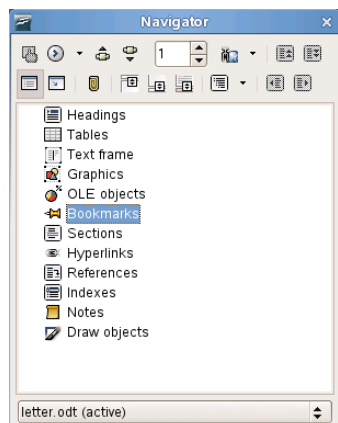 Navigator
1
Headings
Tables
Text frame
Graphics
OLE objects
Bookmarks
Sections
Hyperlinks
References
Indexes
Notes
Draw objects
letter.odt (active)